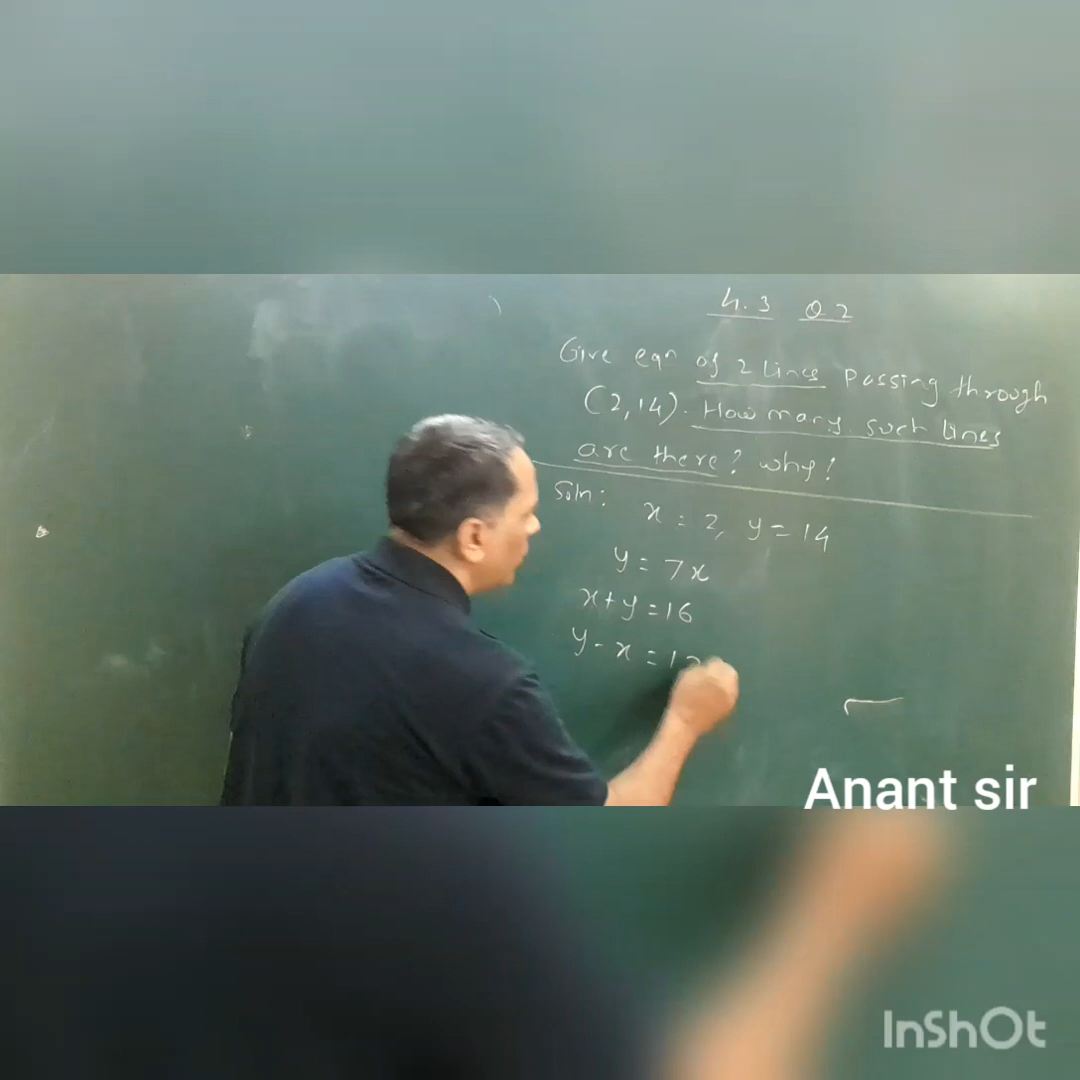 4.3 Q2
Give eqn of 2 lines passing through
(2,14). How many such lines
are there? why?
Soln: x = 2, y = 14
y = 7x
x+y = 16
y - x = 12
Anant sir
InShOt